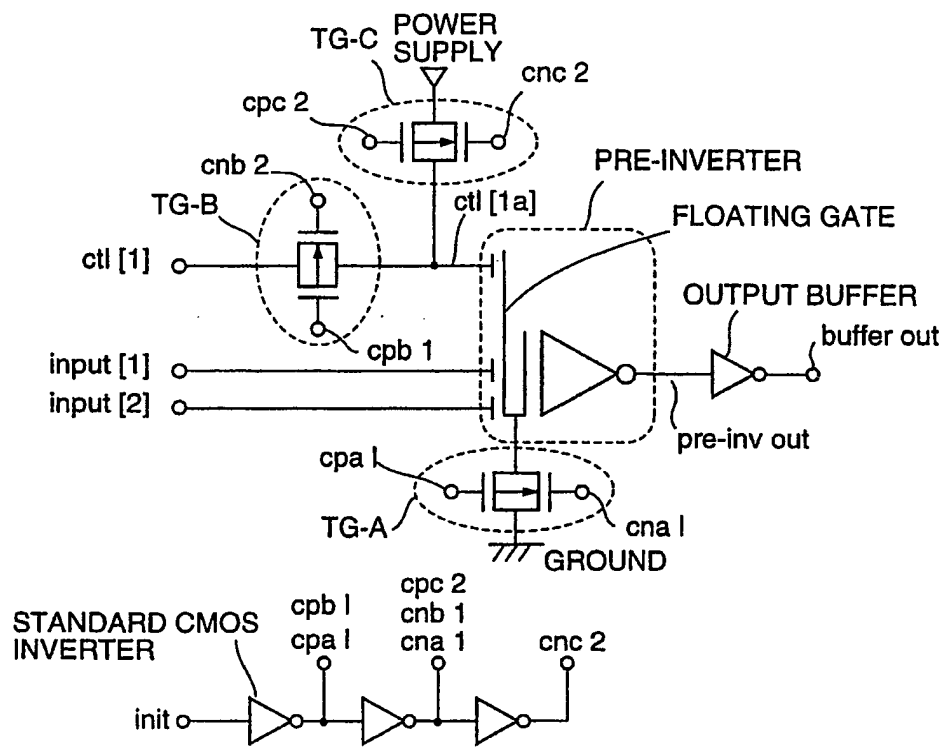 TG-C
POWER
SUPPLY
cpc 2
cnc 2
cnb 2
TG-B
ctl [1a]
PRE-INVERTER
FLOATING GATE
ctl [1]
OUTPUT BUFFER
buffer out
cpb 1
input [1]
input [2]
pre-inv out
cpa l
TG-A
cna l
GROUND
STANDARD CMOS
INVERTER
cpb l
cpa l
cpc 2
cnb 1
cna 1
cnc 2
init